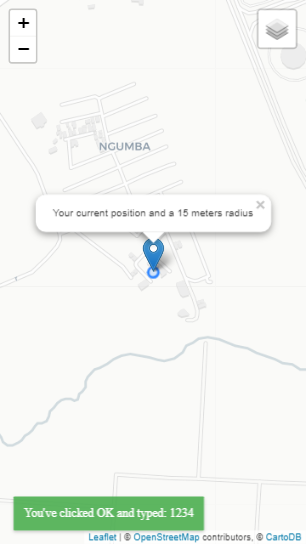 +
−
NGUMBA
Your current position and a 15 meters radius
×
You've clicked OK and typed: 1234
Leaflet | © OpenStreetMap contributors, © CartoDB